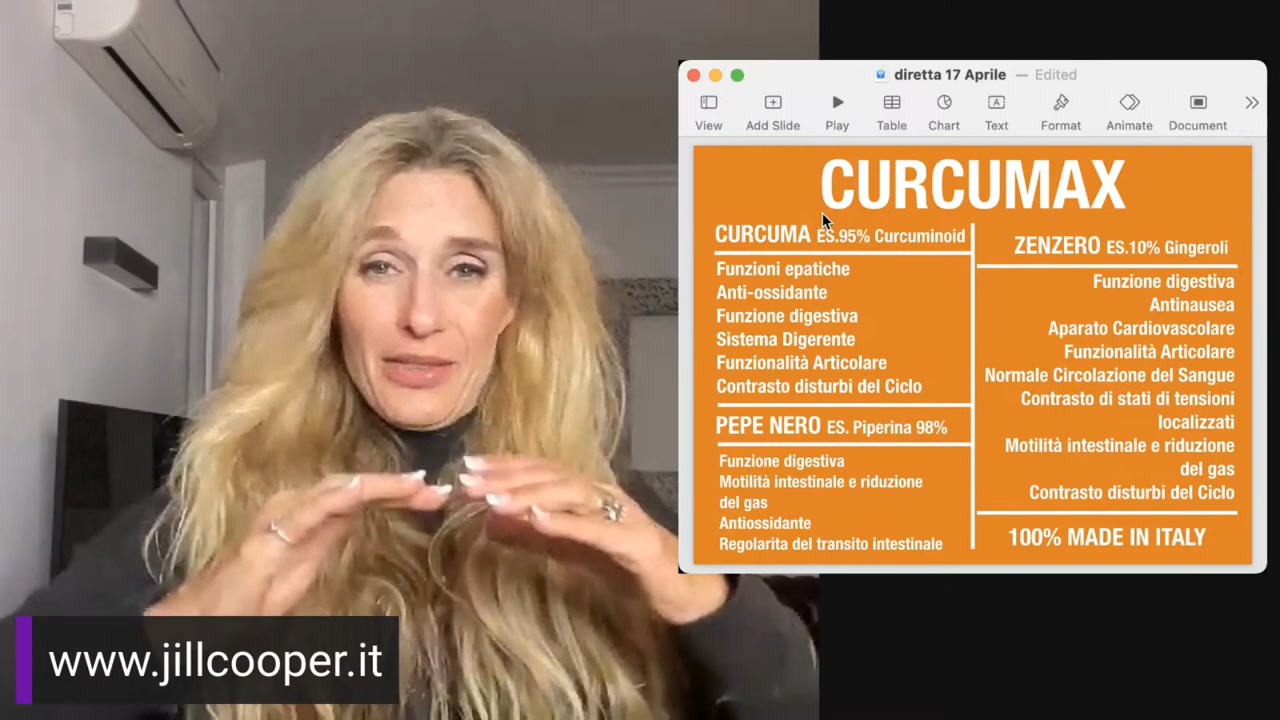 diretta 17 Aprile — Edited
View Add Slide Play Table Chart Text Format Animate Document
CURCUMAX
CURCUMA ES.95% Curcuminoid
Funzioni epatiche
Anti-ossidante
Funzione digestiva
Sistema Digerente
Funzionalità Articolare
Contrasto disturbi del Ciclo
PEPE NERO ES. Piperina 98%
Funzione digestiva
Motilità intestinale e riduzione
del gas
Antiossidante
Regolarita del transito intestinale
ZENZERO ES.10% Gingeroli
Funzione digestiva
Antinausea
Aparato Cardiovascolare
Funzionalità Articolare
Normale Circolazione del Sangue
Contrasto di stati di tensioni
localizzati
Motilità intestinale e riduzione
del gas
Contrasto disturbi del Ciclo
100% MADE IN ITALY
www.jillcooper.it